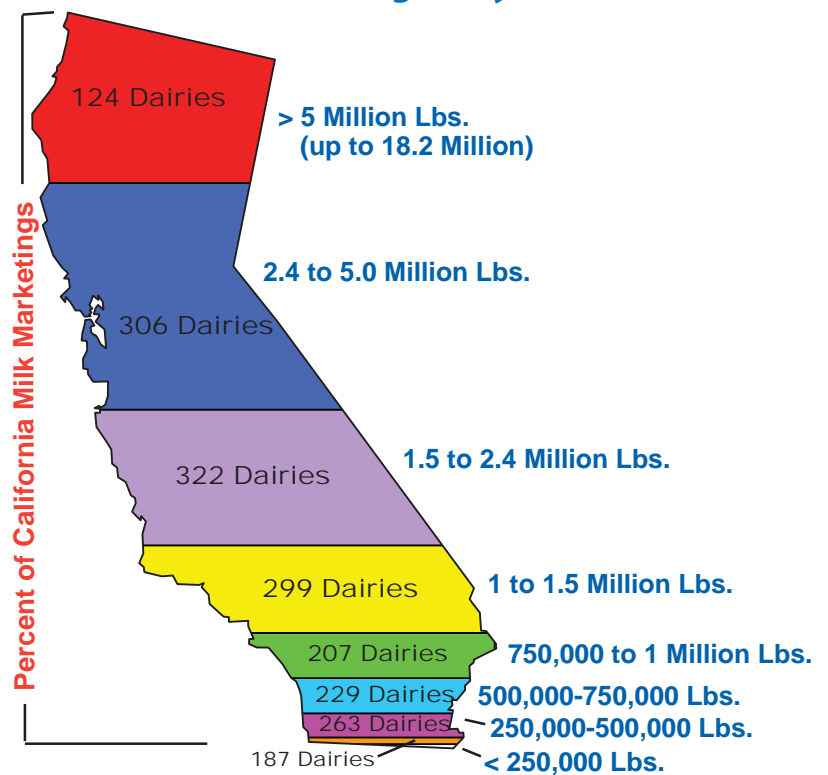 124 Dairies
> 5 Million Lbs.
(up to 18.2 Million)
2.4 to 5.0 Million Lbs.
306 Dairies
1.5 to 2.4 Million Lbs.
322 Dairies
299 Dairies
1 to 1.5 Million Lbs.
207 Dairies
750,000 to 1 Million Lbs.
229 Dairies
500,000-750,000 Lbs.
263 Dairies
250,000-500,000 Lbs.
187 Dairies
< 250,000 Lbs.
Percent of California Milk Marketings